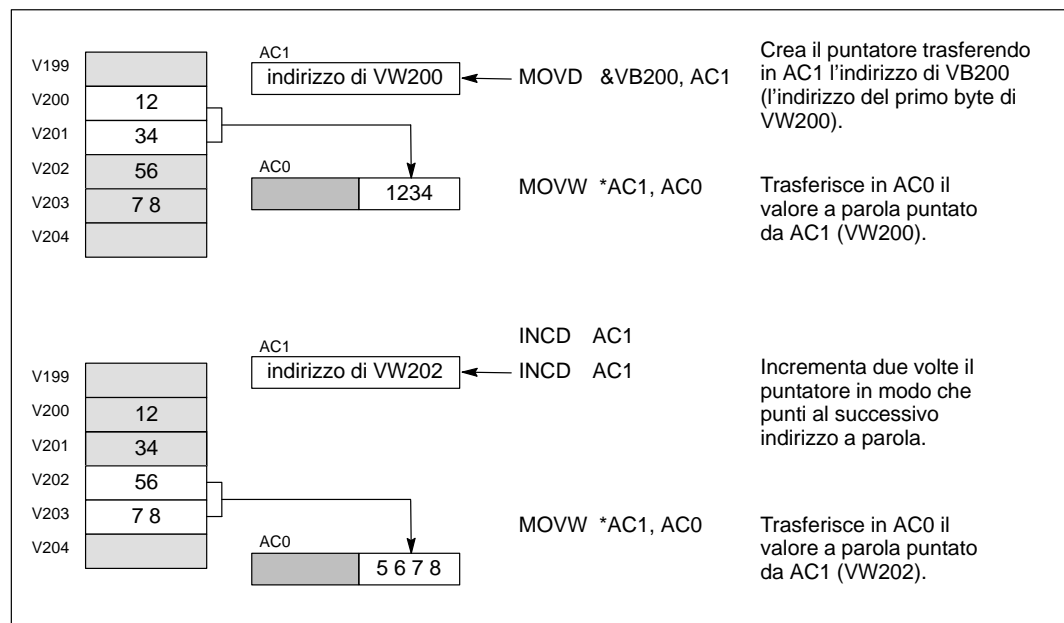 AC1
V199
indirizzo di VW200
MOVD &VB200, AC1
Crea il puntatore trasferendo
in AC1 l'indirizzo di VB200
(l'indirizzo del primo byte di
VW200).
V200
12
V201
34
V202
56
V203
7 8
V204
AC0
1234
MOVW *AC1, AC0
Trasferisce in AC0 il
valore a parola puntato
da AC1 (VW200).
INCD AC1
AC1
V199
indirizzo di VW202
INCD AC1
Incrementa due volte il
puntatore in modo che
punti al successivo
indirizzo a parola.
V200
12
V201
34
V202
56
V203
7 8
V204
AC0
5 6 7 8
MOVW *AC1, AC0
Trasferisce in AC0 il
valore a parola puntato
da AC1 (VW202).